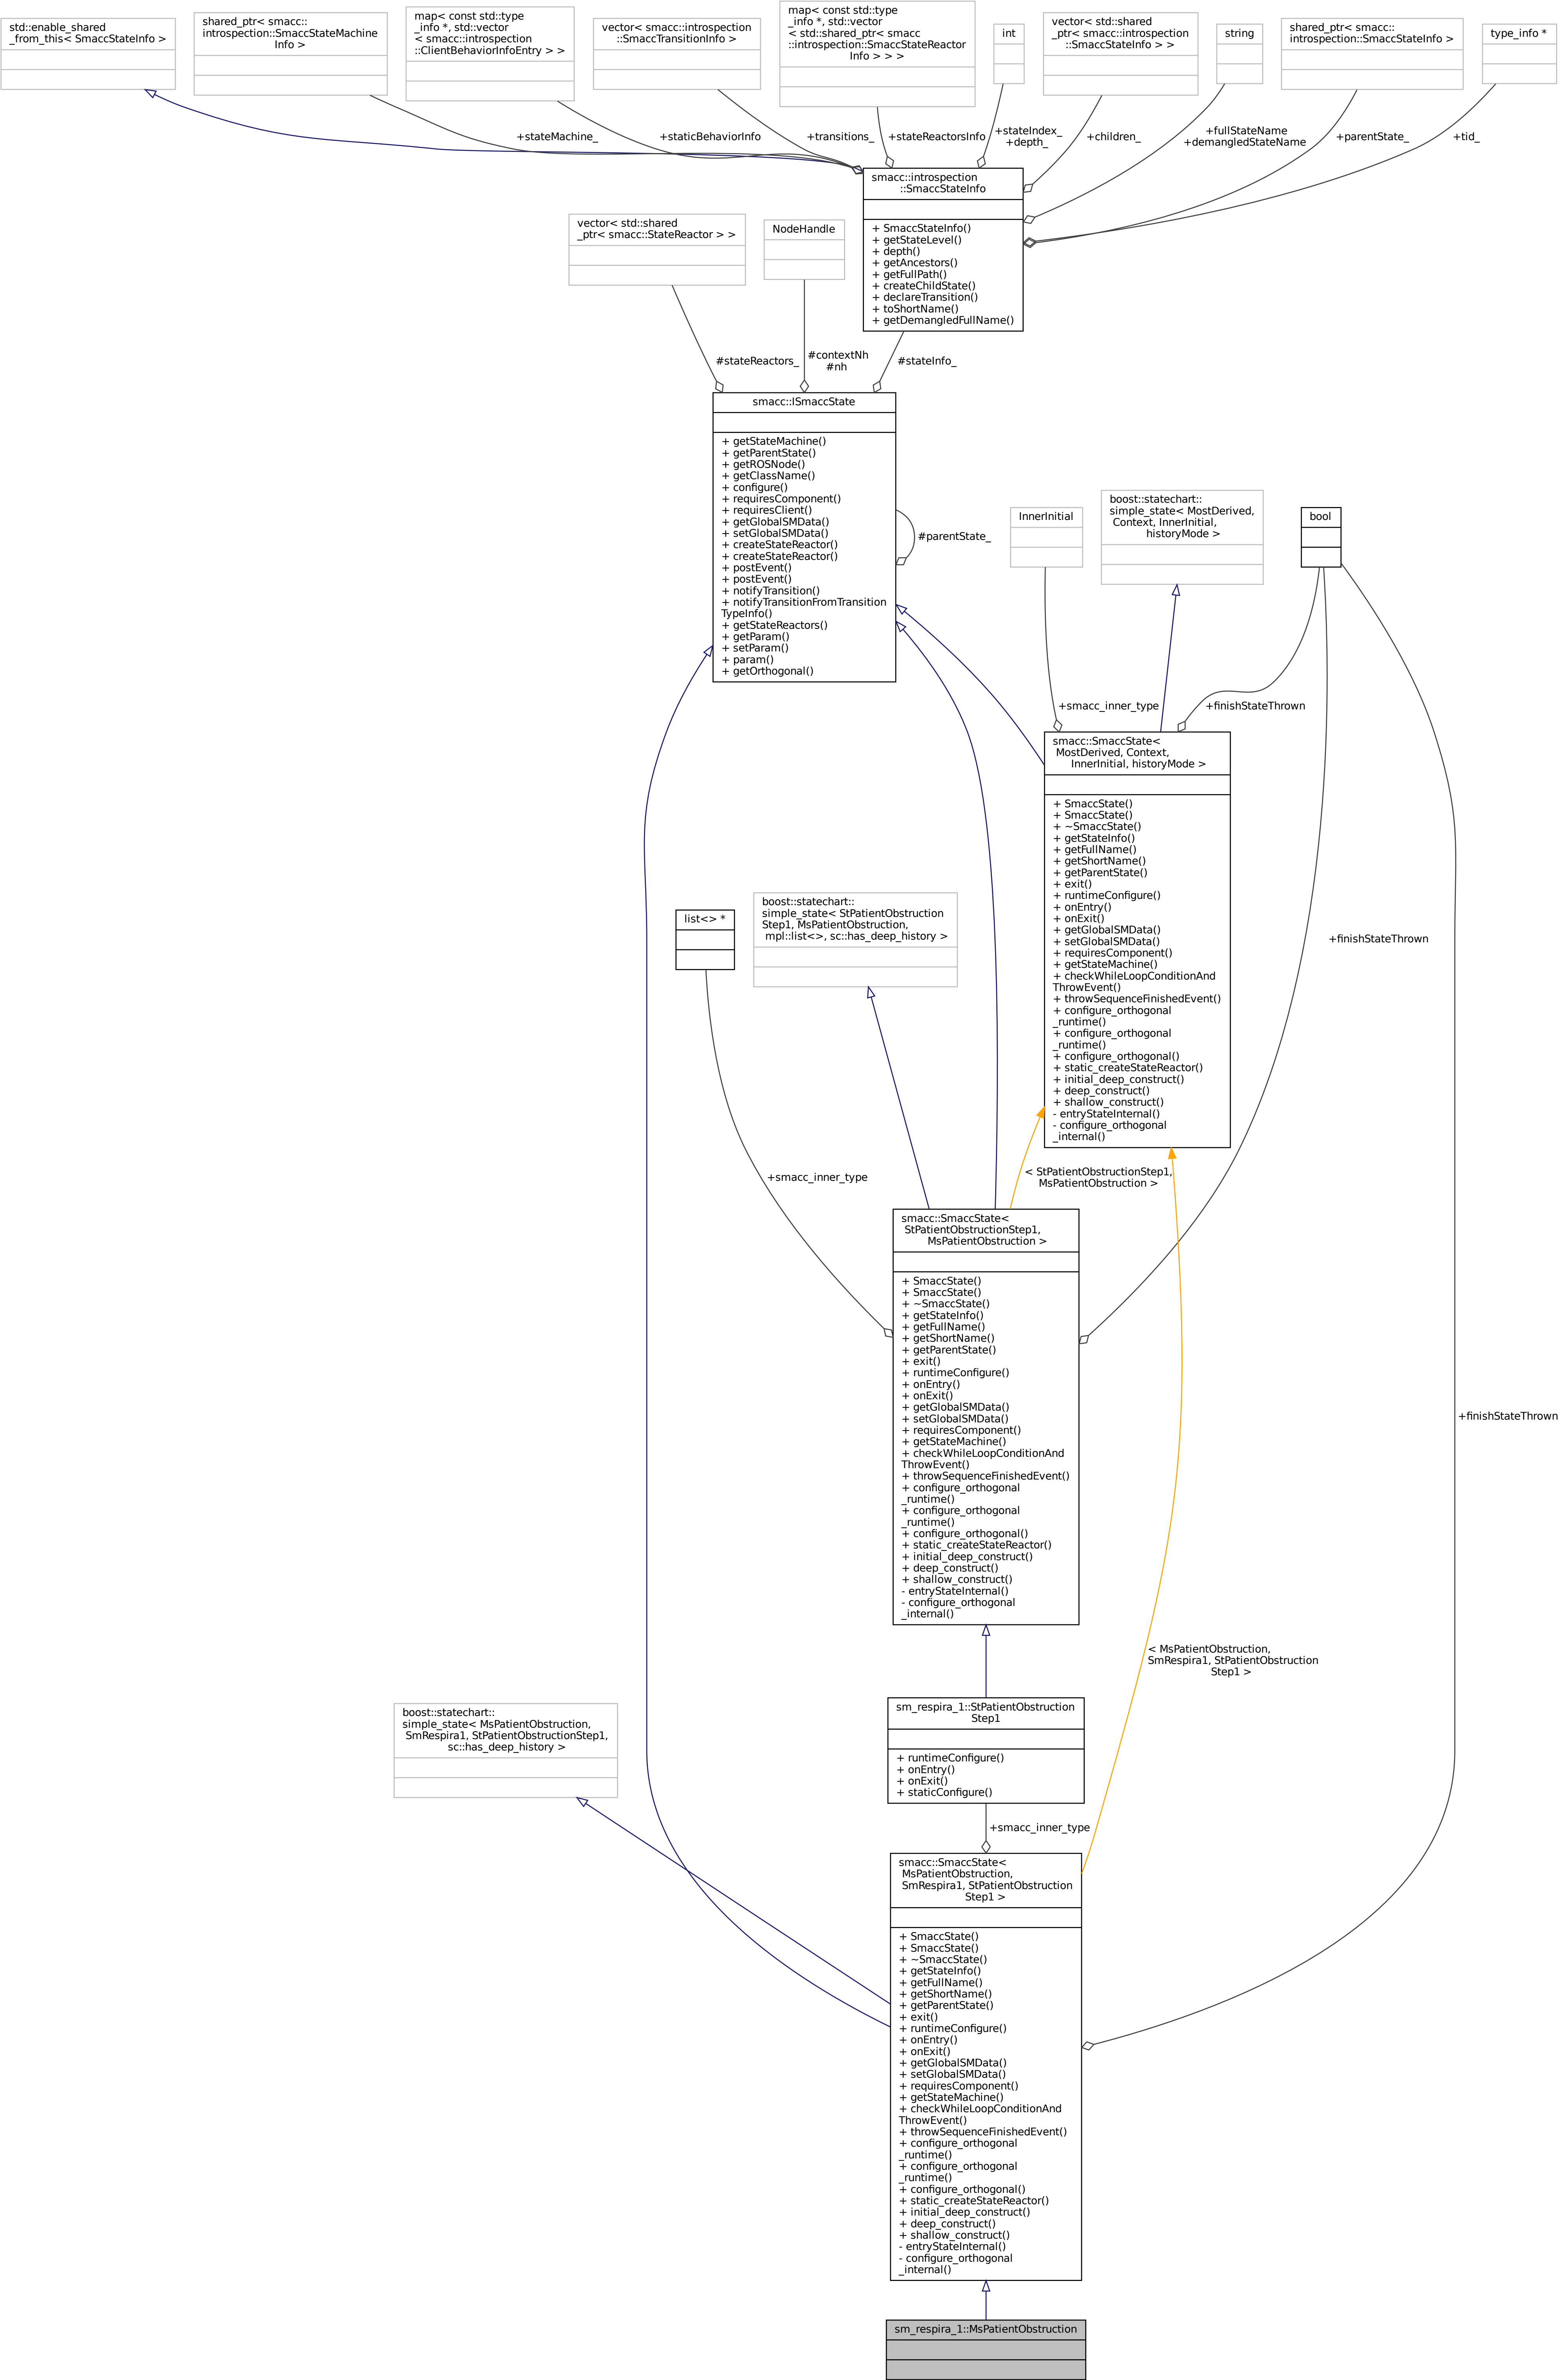 std::enable_shared
_from_this< SmaccStateInfo >
shared_ptr< smacc::
introspection::SmaccStateMachine
Info >
map< const std::type
_info *, std::vector
< smacc::introspection
::ClientBehaviorInfoEntry > >
vector< smacc::introspection
::SmaccTransitionInfo >
map< const std::type
_info *, std::vector
< std::shared_ptr< smacc
::introspection::SmaccStateReactor
Info > > >
int
vector< std::shared
_ptr< smacc::introspection
::SmaccStateInfo > >
string
shared_ptr< smacc::
introspection::SmaccStateInfo >
type_info *
+stateMachine_
+staticBehaviorInfo
+transitions_
+stateReactorsInfo
+stateIndex_
+depth_
+children_
+fullStateName
+demangledStateName
+parentState_
+tid_
smacc::introspection
::SmaccStateInfo
+ SmaccStateInfo()
+ getStateLevel()
+ depth()
+ getAncestors()
+ getFullPath()
+ createChildState()
+ declareTransition()
+ toShortName()
+ getDemangledFullName()
vector< std::shared
_ptr< smacc::StateReactor > >
NodeHandle
#stateReactors_
#contextNh
#nh
#stateInfo_
smacc::ISmaccState
+ getStateMachine()
+ getParentState()
+ getROSNode()
+ getClassName()
+ configure()
+ requiresComponent()
+ requiresClient()
+ getGlobalSMData()
+ setGlobalSMData()
+ createStateReactor()
+ createStateReactor()
+ postEvent()
+ postEvent()
+ notifyTransition()
+ notifyTransitionFromTransition
TypeInfo()
+ getStateReactors()
+ getParam()
+ setParam()
+ param()
+ getOrthogonal()
#parentState_
InnerInitial
boost::statechart::
simple_state< MostDerived,
Context, InnerInitial,
historyMode >
bool
+smacc_inner_type
+finishStateThrown
smacc::SmaccState<
MostDerived, Context,
InnerInitial, historyMode >
+ SmaccState()
+ SmaccState()
+ ~SmaccState()
+ getStateInfo()
+ getFullName()
+ getShortName()
+ getParentState()
+ exit()
+ runtimeConfigure()
+ onEntry()
+ onExit()
+ getGlobalSMData()
+ setGlobalSMData()
+ requiresComponent()
+ getStateMachine()
+ checkWhileLoopConditionAnd
ThrowEvent()
+ throwSequenceFinishedEvent()
+ configure_orthogonal
_runtime()
+ configure_orthogonal
_runtime()
+ configure_orthogonal()
+ static_createStateReactor()
+ initial_deep_construct()
+ deep_construct()
+ shallow_construct()
- entryStateInternal()
- configure_orthogonal
_internal()
list<> *
boost::statechart::
simple_state< StPatientObstruction
Step1, MsPatientObstruction,
mpl::list<>, sc::has_deep_history >
+finishStateThrown
+smacc_inner_type
< StPatientObstructionStep1,
MsPatientObstruction >
smacc::SmaccState<
StPatientObstructionStep1,
MsPatientObstruction >
+ SmaccState()
+ SmaccState()
+ ~SmaccState()
+ getStateInfo()
+ getFullName()
+ getShortName()
+ getParentState()
+ exit()
+ runtimeConfigure()
+ onEntry()
+ onExit()
+ getGlobalSMData()
+ setGlobalSMData()
+ requiresComponent()
+ getStateMachine()
+ checkWhileLoopConditionAnd
ThrowEvent()
+ throwSequenceFinishedEvent()
+ configure_orthogonal
_runtime()
+ configure_orthogonal
_runtime()
+ configure_orthogonal()
+ static_createStateReactor()
+ initial_deep_construct()
+ deep_construct()
+ shallow_construct()
- entryStateInternal()
- configure_orthogonal
_internal()
+finishStateThrown
< MsPatientObstruction,
SmRespira1, StPatientObstruction
Step1 >
boost::statechart::
simple_state< MsPatientObstruction,
SmRespira1, StPatientObstructionStep1,
sc::has_deep_history >
sm_respira_1::StPatientObstruction
Step1
+ runtimeConfigure()
+ onEntry()
+ onExit()
+ staticConfigure()
+smacc_inner_type
smacc::SmaccState<
MsPatientObstruction,
SmRespira1, StPatientObstruction
Step1 >
+ SmaccState()
+ SmaccState()
+ ~SmaccState()
+ getStateInfo()
+ getFullName()
+ getShortName()
+ getParentState()
+ exit()
+ runtimeConfigure()
+ onEntry()
+ onExit()
+ getGlobalSMData()
+ setGlobalSMData()
+ requiresComponent()
+ getStateMachine()
+ checkWhileLoopConditionAnd
ThrowEvent()
+ throwSequenceFinishedEvent()
+ configure_orthogonal
_runtime()
+ configure_orthogonal
_runtime()
+ configure_orthogonal()
+ static_createStateReactor()
+ initial_deep_construct()
+ deep_construct()
+ shallow_construct()
- entryStateInternal()
- configure_orthogonal
_internal()
sm_respira_1::MsPatientObstruction